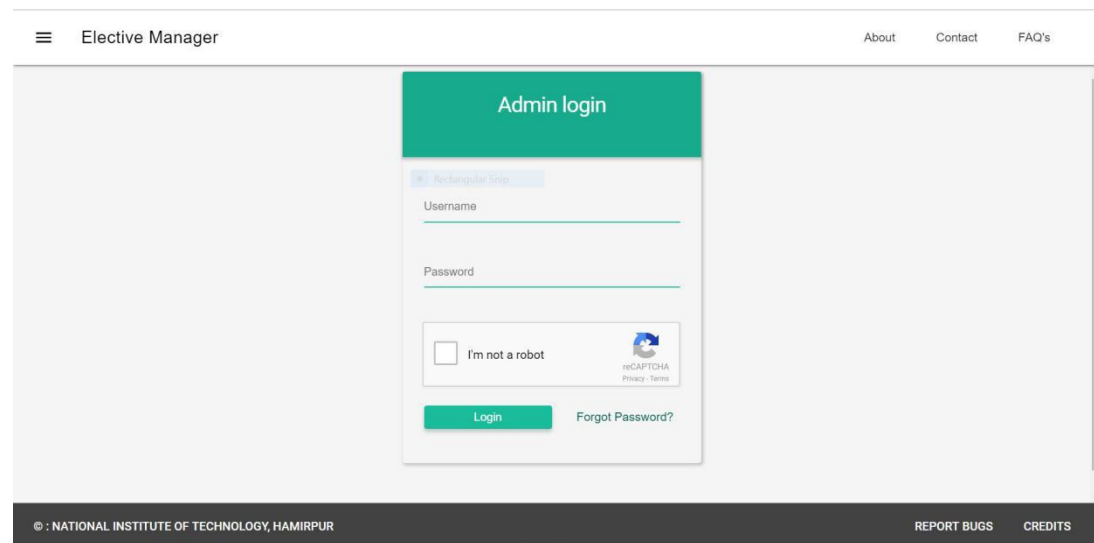 Elective Manager About Contact FAQ's
Admin login
Rectangular Snip
Username
Password
I'm not a robot
reCAPTCHA
Privacy - Terms
Login Forgot Password?
© : NATIONAL INSTITUTE OF TECHNOLOGY, HAMIRPUR REPORT BUGS CREDITS